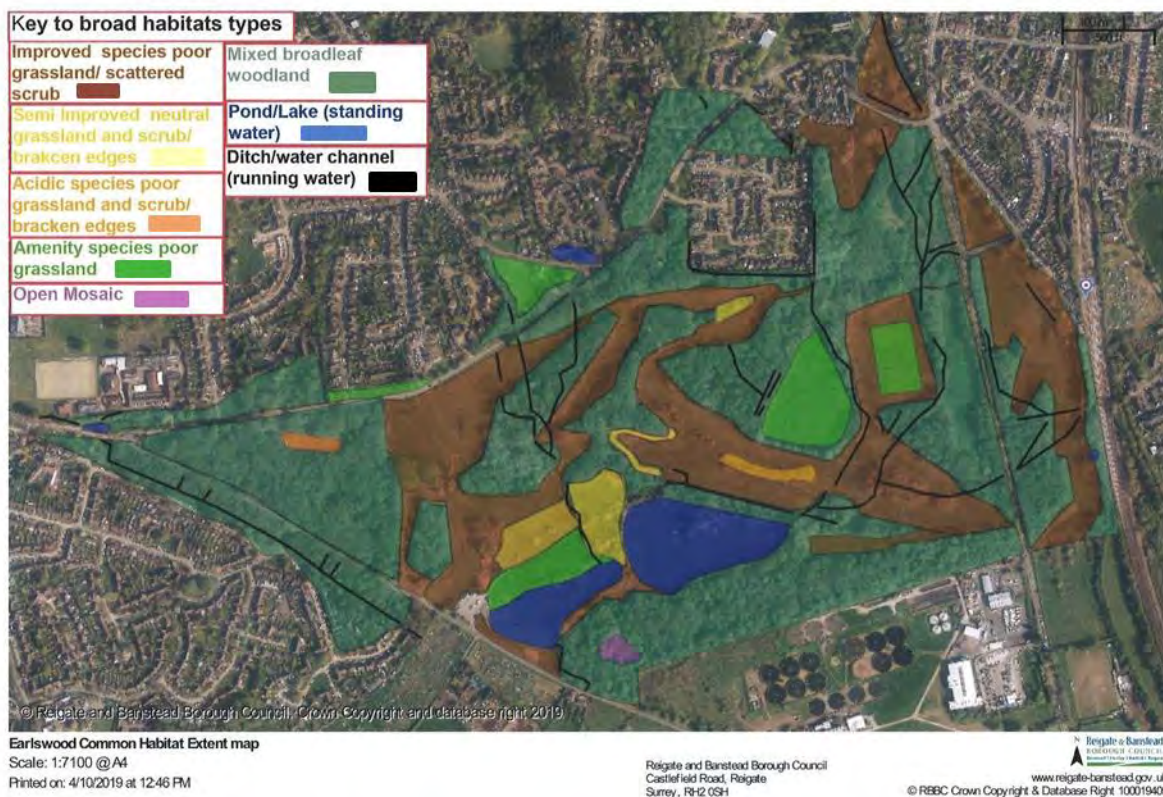 Key to broad habitats types
Improved species poor
grassland/ scattered
scrub
Semi Improved neutral
grassland and scrub/
brakcen edges
Acidic species poor
grassland and scrub/
bracken edges
Amenity species poor
grassland
Open Mosaic
Mixed broadleaf
woodland
Pond/Lake (standing
water)
Ditch/water channel
(running water)
© Reigate and Banstead Borough Council. Crown Copyright and database right 2019
Earlswood Common Habitat Extent map
Scale: 1:7100 @ A4
Printed on: 4/10/2019 at 12:46 PM
Reigate and Banstead Borough Council
Castlefield Road, Reigate
Surrey, RH2 0SH
N
Reigate & Banstead
BOROUGH COUNCIL
www.reigate-banstead.gov.u
© RBBC Crown Copyright & Database Right 10001940